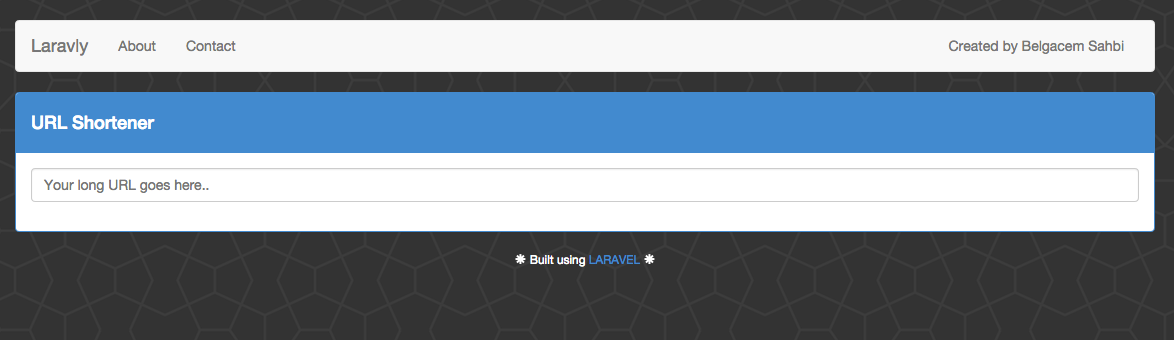 Laravly About Contact Created by Belgacem Sahbi
URL Shortener
Your long URL goes here..
❋ Built using LARAVEL ❋